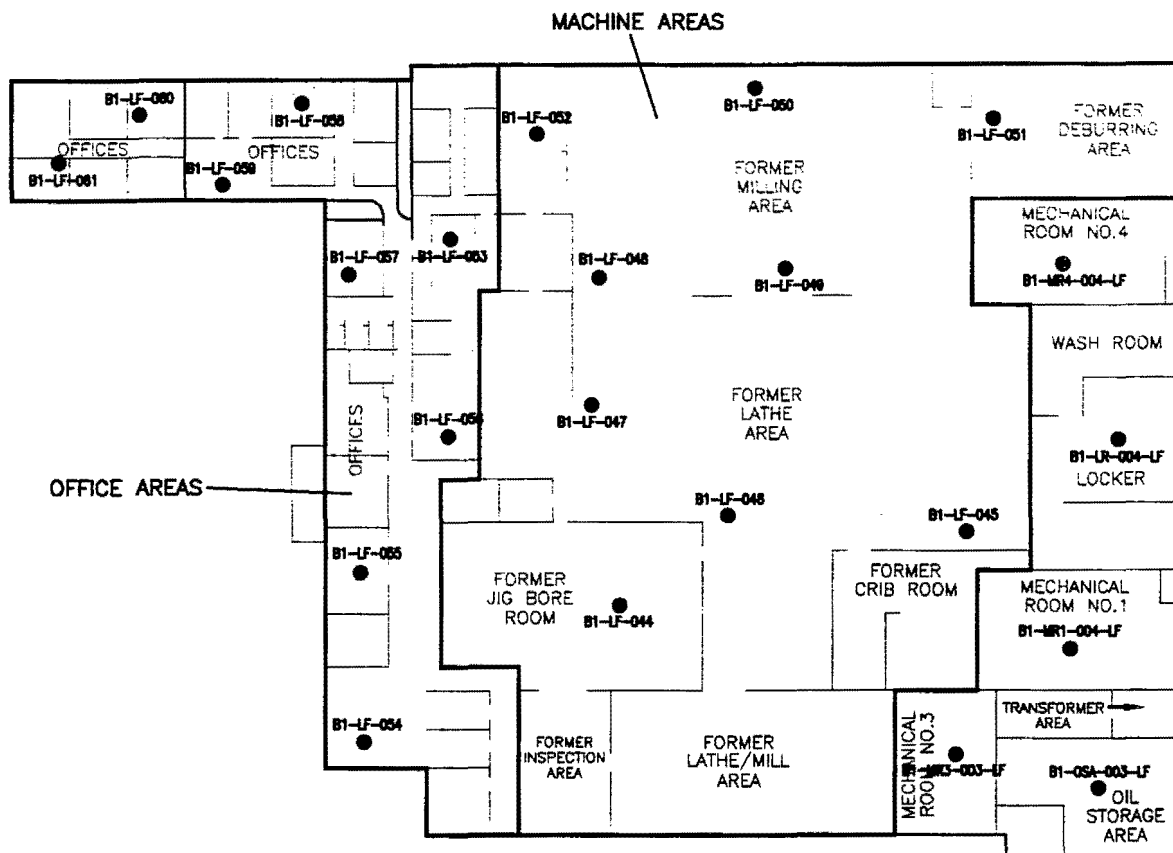 MACHINE AREAS
B1-LF-060
B1-LF-058
B1-LF-052
B1-LF-050
B1-LF-051
FORMER
DEBURRING
AREA
OFFICES
OFFICES
B1-LF-061
B1-LF-059
FORMER
MILLING
AREA
MECHANICAL
ROOM NO.4
B1-LF-057
B1-LF-053
B1-LF-048
B1-LF-049
B1-MR4-004-LF
WASH ROOM
FORMER
LATHE
AREA
B1-LF-056
B1-LF-047
OFFICES
B1-LR-004-LF
LOCKER
OFFICE AREAS
B1-LF-046
B1-LF-045
B1-LF-055
FORMER
JIG BORE
ROOM
B1-LF-044
FORMER
CRIB ROOM
MECHANICAL
ROOM NO.1
B1-MR1-004-LF
B1-LF-054
FORMER
INSPECTION
AREA
FORMER
LATHE/MILL
AREA
MECHANICAL
ROOM NO.3
B1-MR3-003-LF
TRANSFORMER
AREA
B1-OSA-003-LF
OIL
STORAGE
AREA